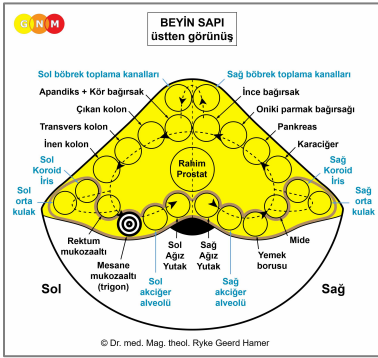 GNM
BEYİN SAPI
üstten görünüş
Sol böbrek toplama kanalları
Sağ böbrek toplama kanalları
Apandiks + Kör bağırsak
İnce bağırsak
Çıkan kolon
Oniki parmak bağırsağı
Transvers kolon
Pankreas
İnen kolon
Karaciğer
Sol
Koroid
İris
Rahim
Prostat
Sağ
Koroid
İris
Sol
orta
kulak
Sağ
orta
kulak
Rektum
mukozaaltı
Mesane
mukozaaltı
(trigon)
Sol
akciğer
alveolü
Sol
Ağız
Yutak
Sağ
Ağız
Yutak
Sağ
akciğer
alveolü
Yemek
borusu
Mide
Sol
Sağ
© Dr. med. Mag. theol. Ryke Geerd Hamer